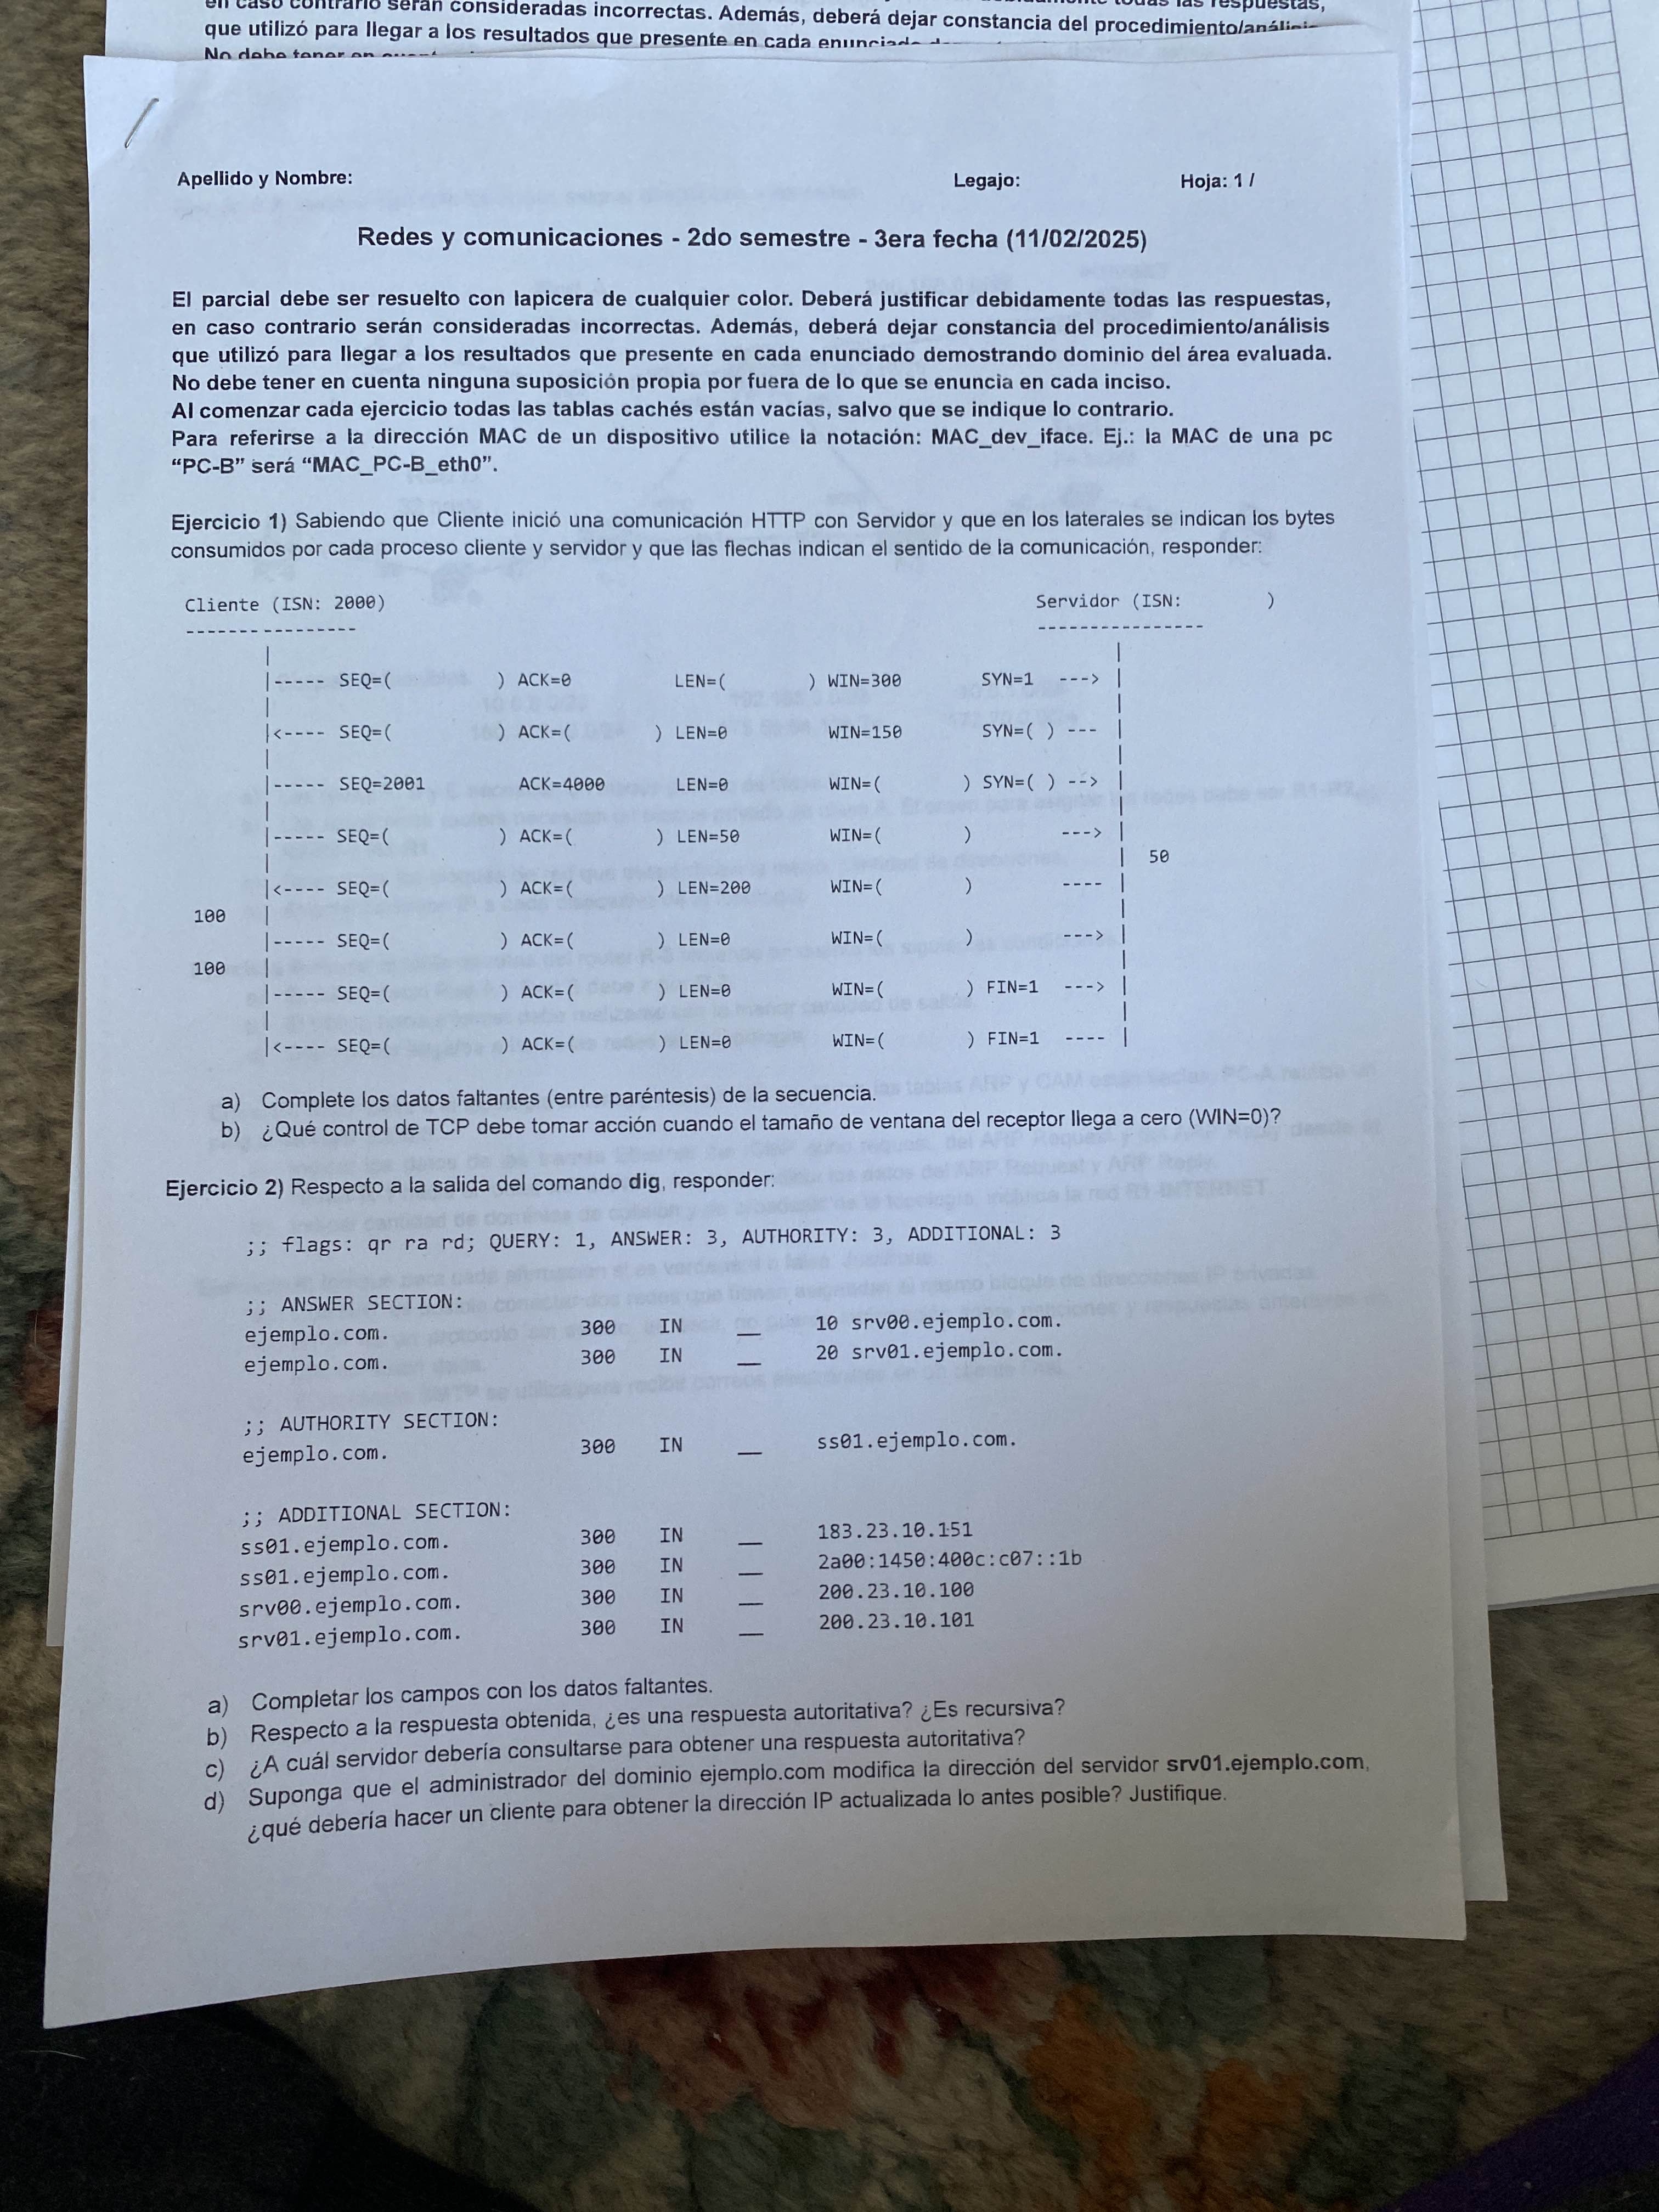 en caso contrario serán consideradas incorrectas. Además, deberá dejar constancia del procedimiento/análisis
que utilizó para llegar a los resultados que presente en cada enunciado
No debe tener en
Apellido y Nombre: Legajo: Hoja: 1 /
Redes y comunicaciones - 2do semestre - 3era fecha (11/02/2025)
El parcial debe ser resuelto con lapicera de cualquier color. Deberá justificar debidamente todas las respuestas,
en caso contrario serán consideradas incorrectas. Además, deberá dejar constancia del procedimiento/análisis
que utilizó para llegar a los resultados que presente en cada enunciado demostrando dominio del área evaluada.
No debe tener en cuenta ninguna suposición propia por fuera de lo que se enuncia en cada inciso.
Al comenzar cada ejercicio todas las tablas cachés están vacías, salvo que se indique lo contrario.
Para referirse a la dirección MAC de un dispositivo utilice la notación: MAC_dev_iface. Ej.: la MAC de una pc
“PC-B” será “MAC_PC-B_eth0”.
Ejercicio 1) Sabiendo que Cliente inició una comunicación HTTP con Servidor y que en los laterales se indican los bytes
consumidos por cada proceso cliente y servidor y que las flechas indican el sentido de la comunicación, responder:
Cliente (ISN: 2000) Servidor (ISN: )
---------------- ----------------
| |
|----- SEQ=( ) ACK=0 LEN=( ) WIN=300 SYN=1 ---> |
| |
|<---- SEQ=( ) ACK=( ) LEN=0 WIN=150 SYN=( ) --- |
| |
|----- SEQ=2001 ACK=4000 LEN=0 WIN=( ) SYN=( ) --> |
| |
|----- SEQ=( ) ACK=( ) LEN=50 WIN=( ) ---> |
| | 50
|<---- SEQ=( ) ACK=( ) LEN=200 WIN=( ) ---- |
100 | |
|----- SEQ=( ) ACK=( ) LEN=0 WIN=( ) ---> |
100 | |
|----- SEQ=( ) ACK=( ) LEN=0 WIN=( ) FIN=1 ---> |
| |
|<---- SEQ=( ) ACK=( ) LEN=0 WIN=( ) FIN=1 ---- |
a) Complete los datos faltantes (entre paréntesis) de la secuencia.
b) ¿Qué control de TCP debe tomar acción cuando el tamaño de ventana del receptor llega a cero (WIN=0)?
Ejercicio 2) Respecto a la salida del comando dig, responder:
;; flags: qr ra rd; QUERY: 1, ANSWER: 3, AUTHORITY: 3, ADDITIONAL: 3
;; ANSWER SECTION:
ejemplo.com. 300 IN __ 10 srv00.ejemplo.com.
ejemplo.com. 300 IN __ 20 srv01.ejemplo.com.
;; AUTHORITY SECTION:
ejemplo.com. 300 IN __ ss01.ejemplo.com.
;; ADDITIONAL SECTION:
ss01.ejemplo.com. 300 IN __ 183.23.10.151
ss01.ejemplo.com. 300 IN __ 2a00:1450:400c:c07::1b
srv00.ejemplo.com. 300 IN __ 200.23.10.100
srv01.ejemplo.com. 300 IN __ 200.23.10.101
a) Completar los campos con los datos faltantes.
b) Respecto a la respuesta obtenida, ¿es una respuesta autoritativa? ¿Es recursiva?
c) ¿A cuál servidor debería consultarse para obtener una respuesta autoritativa?
d) Suponga que el administrador del dominio ejemplo.com modifica la dirección del servidor srv01.ejemplo.com,
¿qué debería hacer un cliente para obtener la dirección IP actualizada lo antes posible? Justifique.